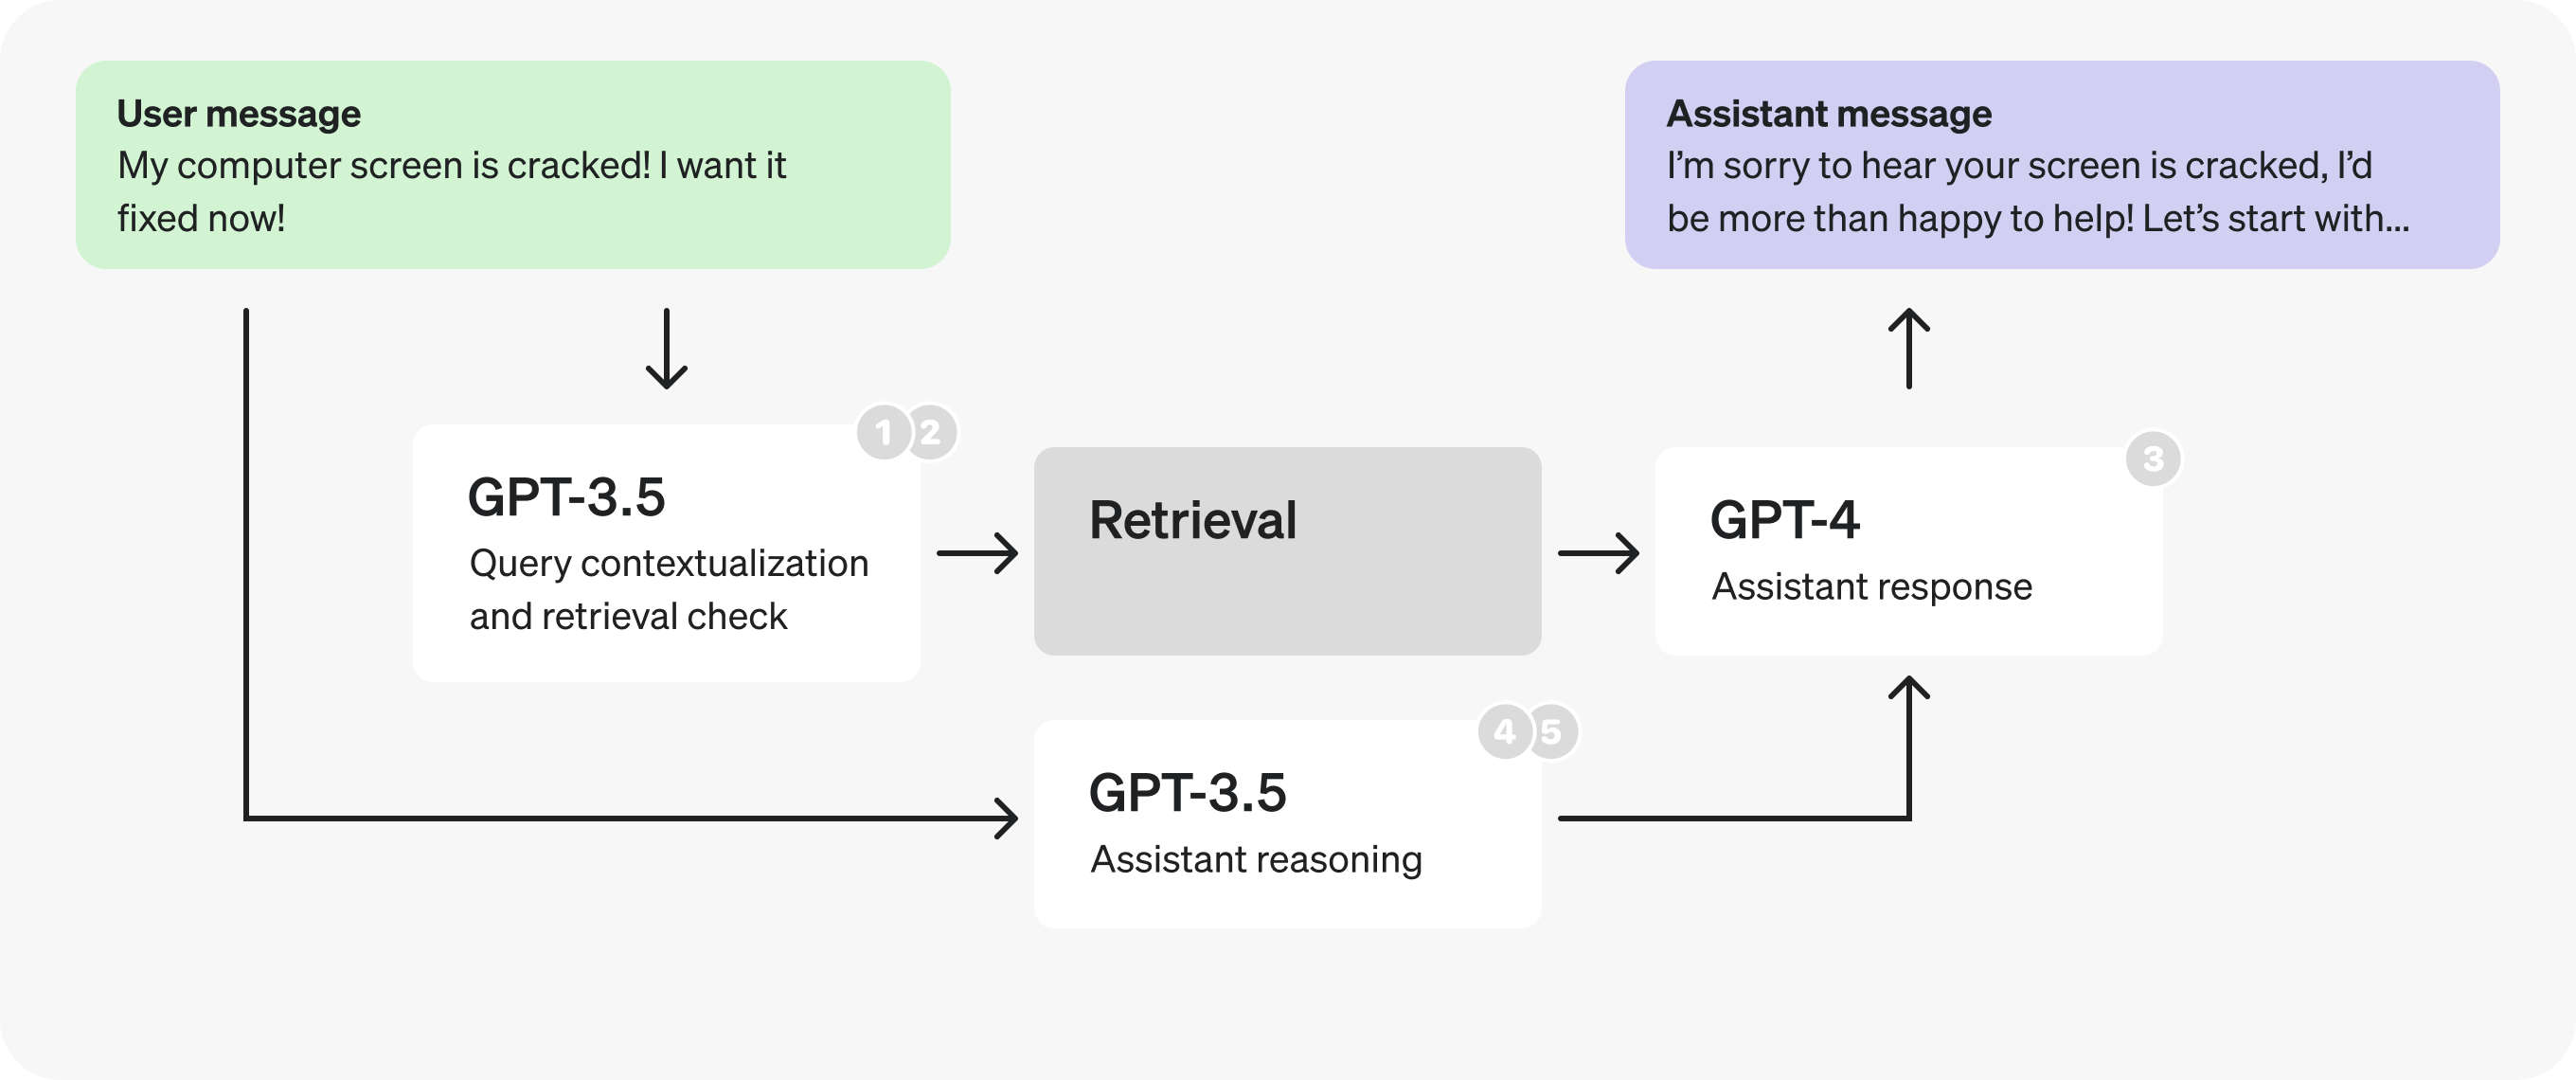 User message
My computer screen is cracked! I want it
fixed now!
Assistant message
I’m sorry to hear your screen is cracked, I’d
be more than happy to help! Let’s start with...
1 2
GPT-3.5
Query contextualization
and retrieval check
Retrieval
3
GPT-4
Assistant response
4 5
GPT-3.5
Assistant reasoning